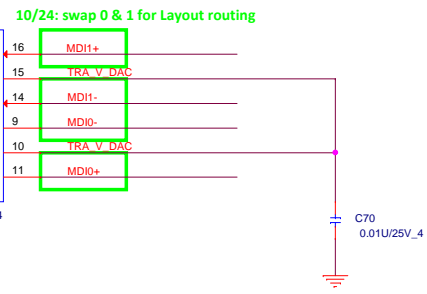 10/24: swap 0 & 1 for Layout routing
16 MDI1+
15 TRA_V_DAC
14 MDI1-
9 MDI0-
10 TRA_V_DAC
11 MDI0+
C70
0.01U/25V_4